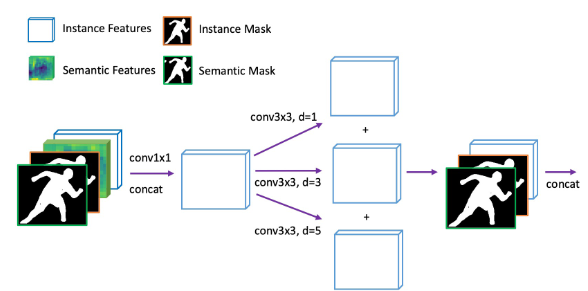 Instance Features
Instance Mask
Semantic Features
Semantic Mask
conv3x3, d=1
+
conv1x1
concat
conv3x3, d=3
concat
+
conv3x3, d=5